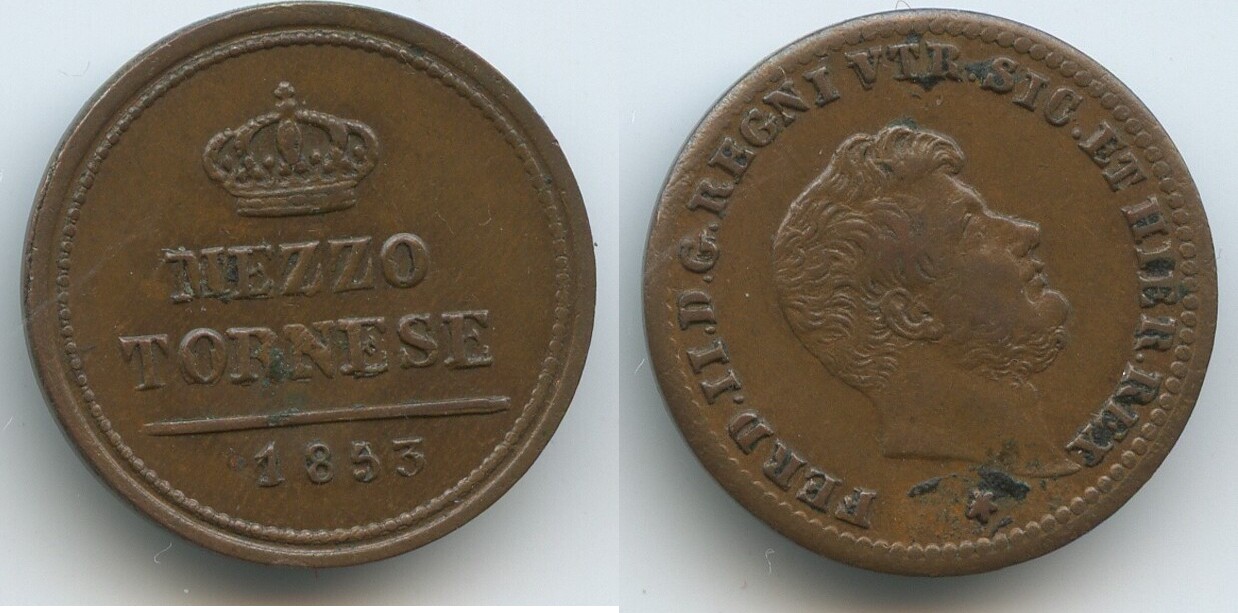 MEZZO
TORNESE
1853
FERD.II.D.G.REGNI VTR.SIC.ET HIER.REX